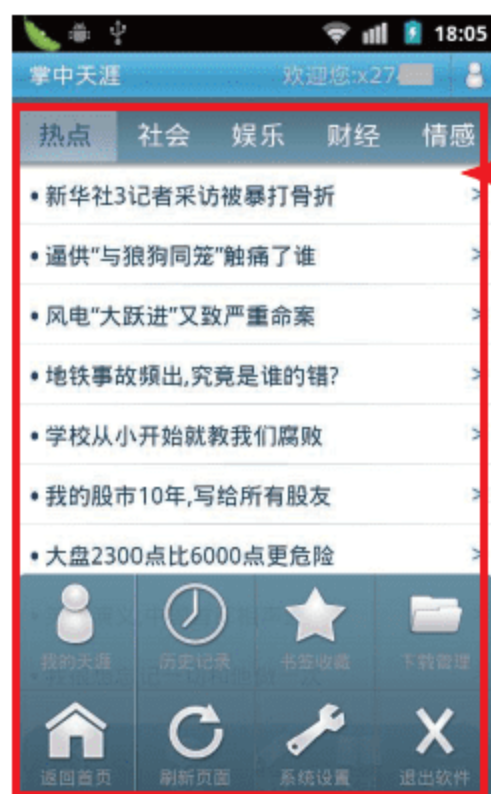 18:05
掌中天涯 欢迎您:x27
热点 社会 娱乐 财经 情感
• 新华社3记者采访被暴打骨折 >
• 逼供“与狼狗同笼”触痛了谁 >
• 风电“大跃进”又致严重命案 >
• 地铁事故频出,究竟是谁的错? >
• 学校从小开始就教我们腐败 >
• 我的股市10年,写给所有股友 >
• 大盘2300点比6000点更危险 >
我的天涯 历史记录 书签收藏 下载管理
返回首页 刷新页面 系统设置 退出软件